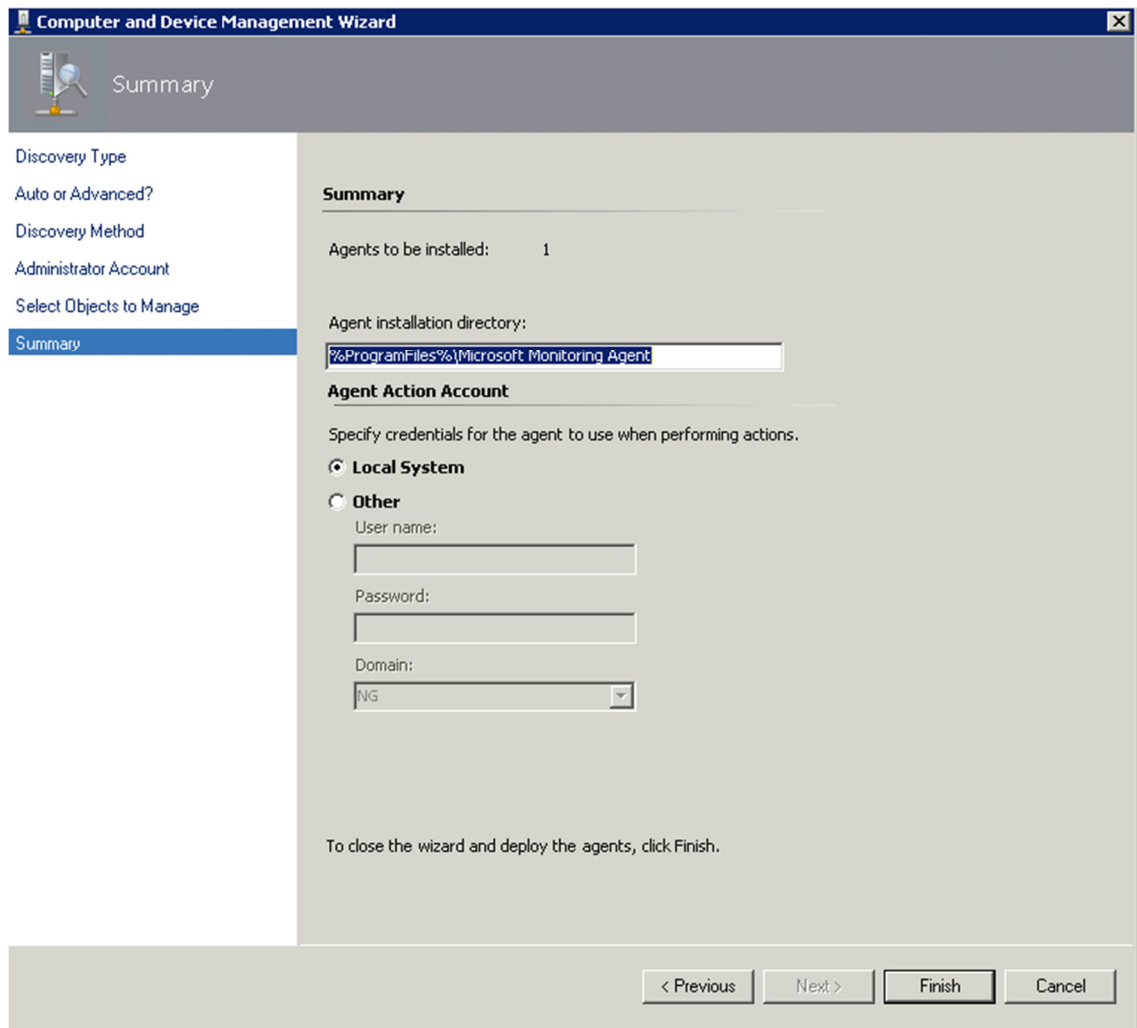 Computer and Device Management Wizard
Summary
Discovery Type
Auto or Advanced?
Discovery Method
Administrator Account
Select Objects to Manage
Summary
Summary
Agents to be installed: 1
Agent installation directory:
%ProgramFiles%\Microsoft Monitoring Agent
Agent Action Account
Specify credentials for the agent to use when performing actions.
Local System
Other
User name:
Password:
Domain:
NG
To close the wizard and deploy the agents, click Finish.
< Previous Next > Finish Cancel